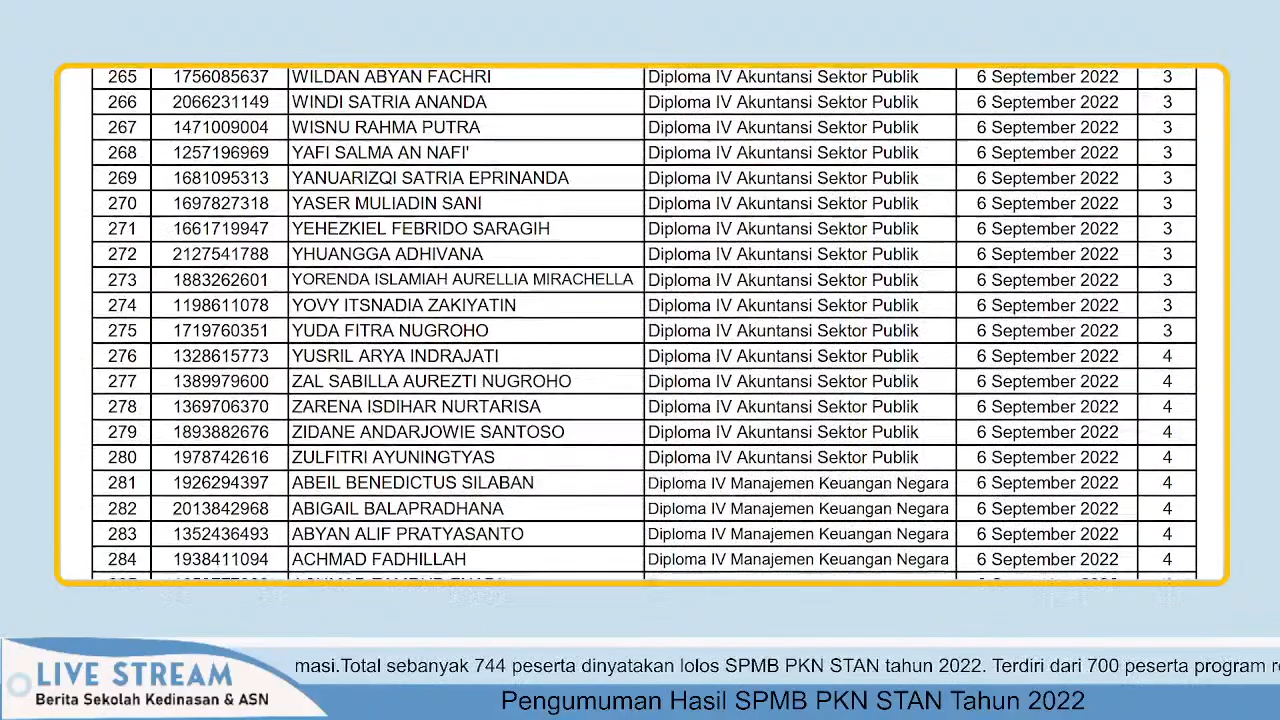 265 1756085637 WILDAN ABYAN FACHRI Diploma IV Akuntansi Sektor Publik 6 September 2022 3
266 2066231149 WINDI SATRIA ANANDA Diploma IV Akuntansi Sektor Publik 6 September 2022 3
267 1471009004 WISNU RAHMA PUTRA Diploma IV Akuntansi Sektor Publik 6 September 2022 3
268 1257196969 YAFI SALMA AN NAFI' Diploma IV Akuntansi Sektor Publik 6 September 2022 3
269 1681095313 YANUARIZQI SATRIA EPRINANDA Diploma IV Akuntansi Sektor Publik 6 September 2022 3
270 1697827318 YASER MULIADIN SANI Diploma IV Akuntansi Sektor Publik 6 September 2022 3
271 1661719947 YEHEZKIEL FEBRIDO SARAGIH Diploma IV Akuntansi Sektor Publik 6 September 2022 3
272 2127541788 YHUANGGA ADHIVANA Diploma IV Akuntansi Sektor Publik 6 September 2022 3
273 1883262601 YORENDA ISLAMIAH AURELLIA MIRACHELLA Diploma IV Akuntansi Sektor Publik 6 September 2022 3
274 1198611078 YOVY ITSNADIA ZAKIYATIN Diploma IV Akuntansi Sektor Publik 6 September 2022 3
275 1719760351 YUDA FITRA NUGROHO Diploma IV Akuntansi Sektor Publik 6 September 2022 3
276 1328615773 YUSRIL ARYA INDRAJATI Diploma IV Akuntansi Sektor Publik 6 September 2022 4
277 1389979600 ZAL SABILLA AUREZTI NUGROHO Diploma IV Akuntansi Sektor Publik 6 September 2022 4
278 1369706370 ZARENA ISDIHAR NURTARISA Diploma IV Akuntansi Sektor Publik 6 September 2022 4
279 1893882676 ZIDANE ANDARJOWIE SANTOSO Diploma IV Akuntansi Sektor Publik 6 September 2022 4
280 1978742616 ZULFITRI AYUNINGTYAS Diploma IV Akuntansi Sektor Publik 6 September 2022 4
281 1926294397 ABEIL BENEDICTUS SILABAN Diploma IV Manajemen Keuangan Negara 6 September 2022 4
282 2013842968 ABIGAIL BALAPRADHANA Diploma IV Manajemen Keuangan Negara 6 September 2022 4
283 1352436493 ABYAN ALIF PRATYASANTO Diploma IV Manajemen Keuangan Negara 6 September 2022 4
284 1938411094 ACHMAD FADHILLAH Diploma IV Manajemen Keuangan Negara 6 September 2022 4
LIVE STREAM
Berita Sekolah Kedinasan & ASN
masi.Total sebanyak 744 peserta dinyatakan lolos SPMB PKN STAN tahun 2022. Terdiri dari 700 peserta program re
Pengumuman Hasil SPMB PKN STAN Tahun 2022